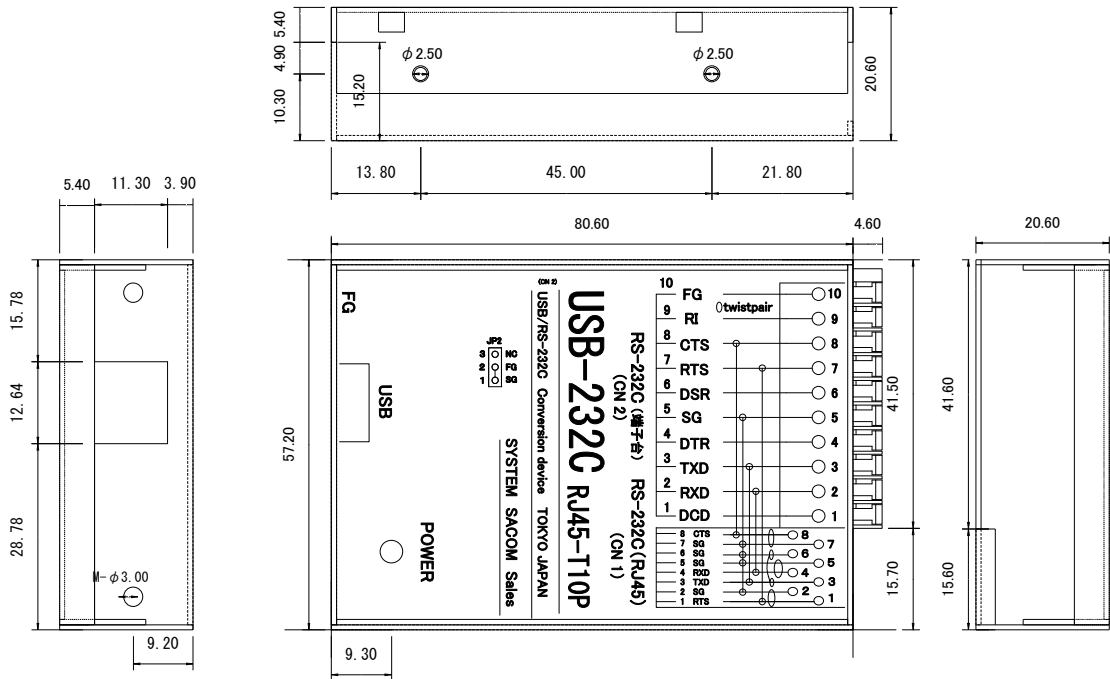 5.40
4.90
10.30
15.20
φ2.50
φ2.50
20.60
13.80
45.00
21.80
5.40
11.30
3.90
15.78
12.64
28.78
M-φ3.00
9.20
80.60
4.60
57.20
9.30
FG
USB
POWER
JP2
3 NC
2 FG
1 SG
(CN 2)
USB/RS-232C Conversion device TOKYO JAPAN
SYSTEM SACOM Sales
USB-232C RJ45-T10P
RS-232C (端子台)
(CN 2)
RS-232C(RJ45)
(CN 1)
twistpair
10 FG 10
9 RI 9
8 CTS 8
7 RTS 7
6 DSR 6
5 SG 5
4 DTR 4
3 TXD 3
2 RXD 2
1 DCD 1
8 CTS 8
7 SG 7
6 SG 6
5 SG 5
4 RXD 4
3 TXD 3
2 SG 2
1 RTS 1
41.50
15.70
20.60
41.60
15.60